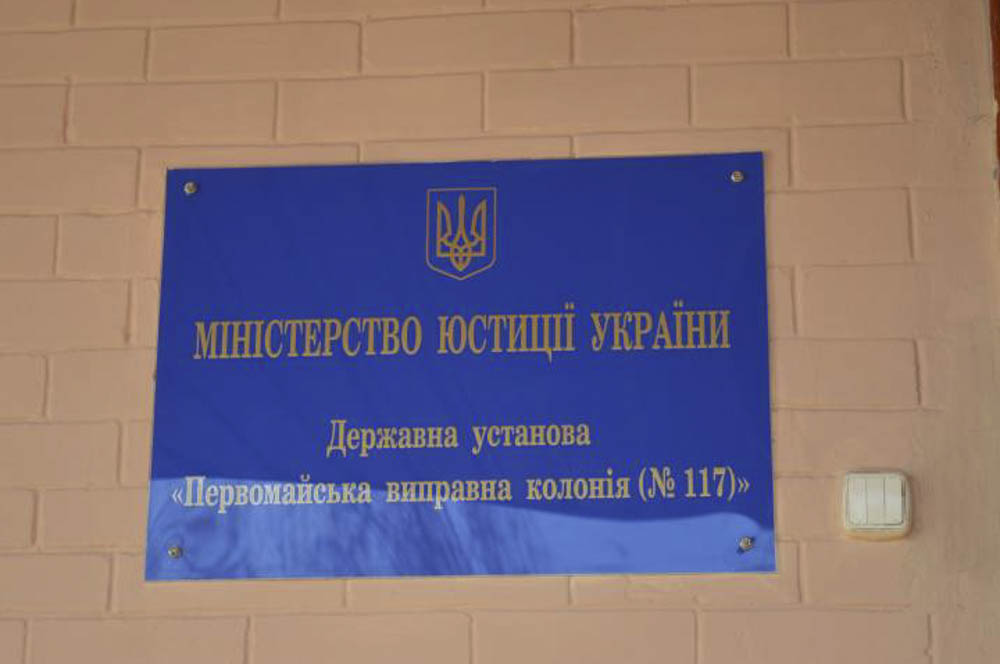 МІНІСТЕРСТВО ЮСТИЦІЇ УКРАЇНИ
Державна установа
«Первомайська виправна колонія (№ 117)»